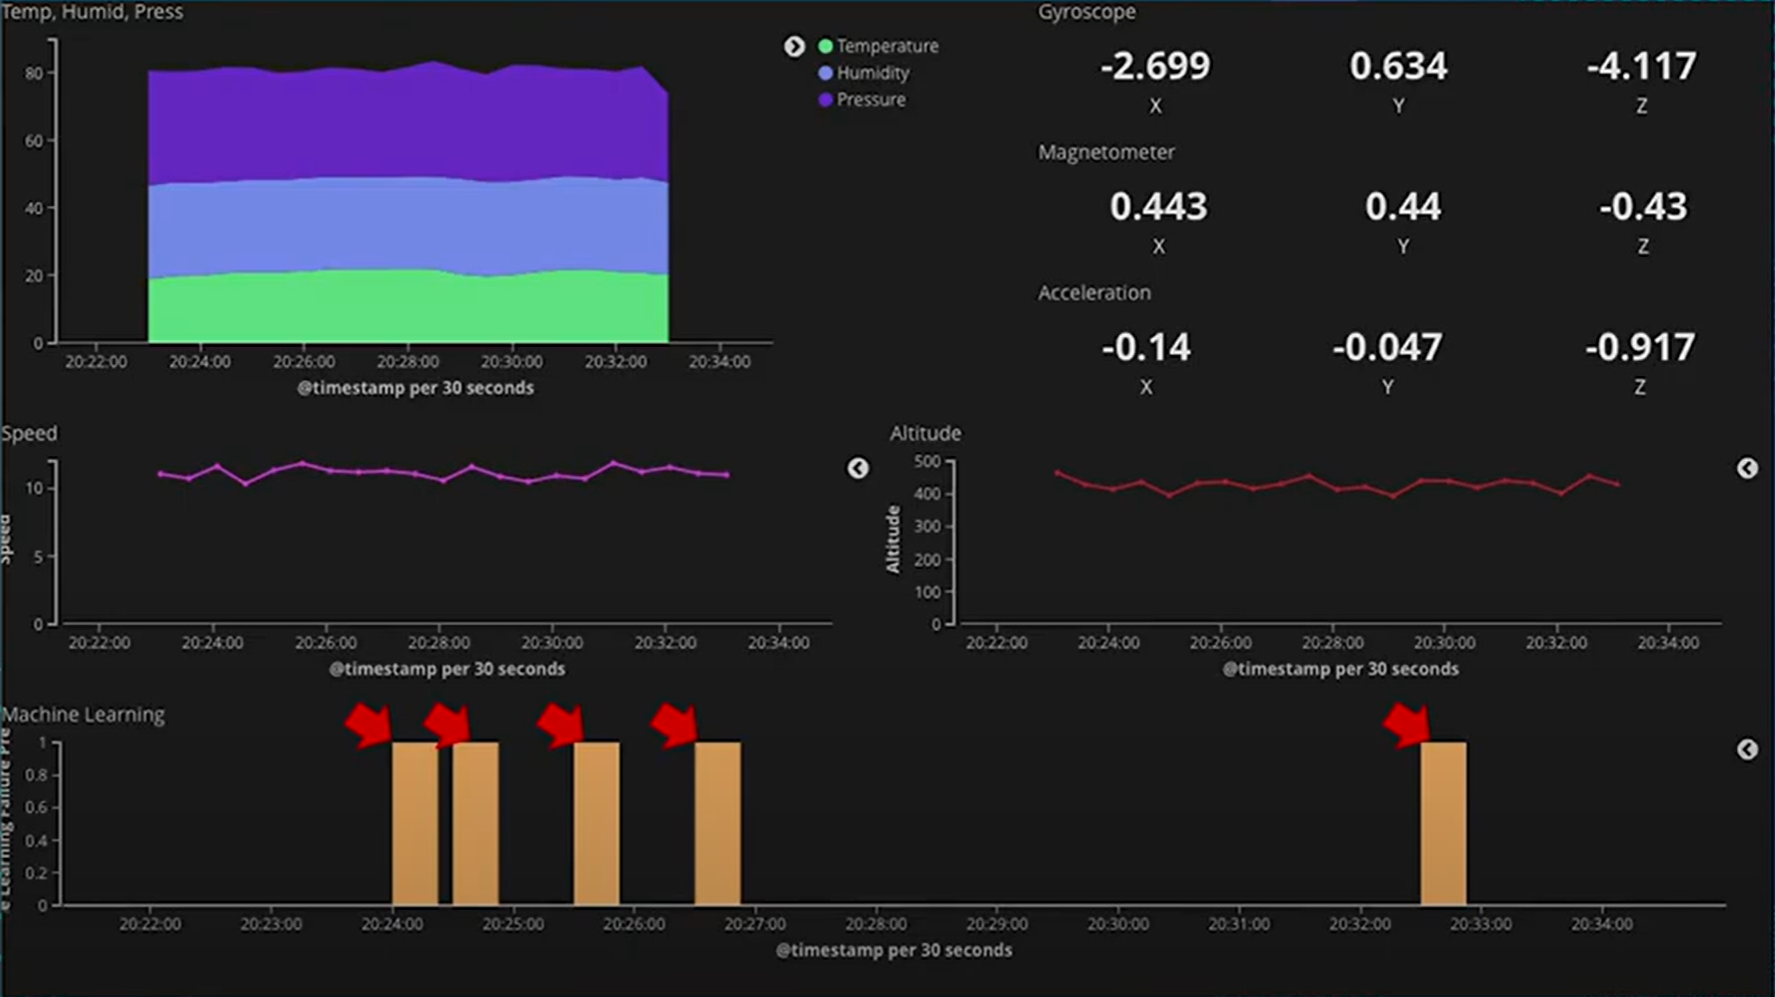 Temp, Humid, Press
80
60
40
20
0
20:22:00 20:24:00 20:26:00 20:28:00 20:30:00 20:32:00 20:34:00
@timestamp per 30 seconds
Temperature
Humidity
Pressure
Gyroscope
-2.699 0.634 -4.117
X Y Z
Magnetometer
0.443 0.44 -0.43
X Y Z
Acceleration
-0.14 -0.047 -0.917
X Y Z
Speed
Speed
10
5
0
20:22:00 20:24:00 20:26:00 20:28:00 20:30:00 20:32:00 20:34:00
@timestamp per 30 seconds
Altitude
Altitude
500
400
300
200
100
0
20:22:00 20:24:00 20:26:00 20:28:00 20:30:00 20:32:00 20:34:00
@timestamp per 30 seconds
Machine Learning
e Learning Failure Pre
1
0.8
0.6
0.4
0.2
0
20:22:00 20:23:00 20:24:00 20:25:00 20:26:00 20:27:00 20:28:00 20:29:00 20:30:00 20:31:00 20:32:00 20:33:00 20:34:00
@timestamp per 30 seconds